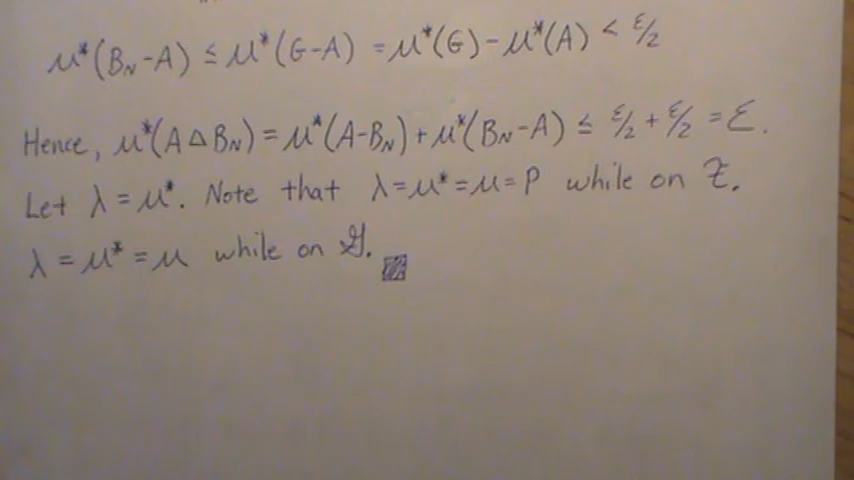 μ*(B_N-A) ≤ μ*(G-A) = μ*(G)-μ*(A) < ε/2
Hence, μ*(A Δ B_N) = μ*(A-B_N) + μ*(B_N-A) ≤ ε/2 + ε/2 = ε.
Let λ = μ*. Note that λ=μ*=μ=P while on ℱ.
λ = μ* = μ while on 𝒢.